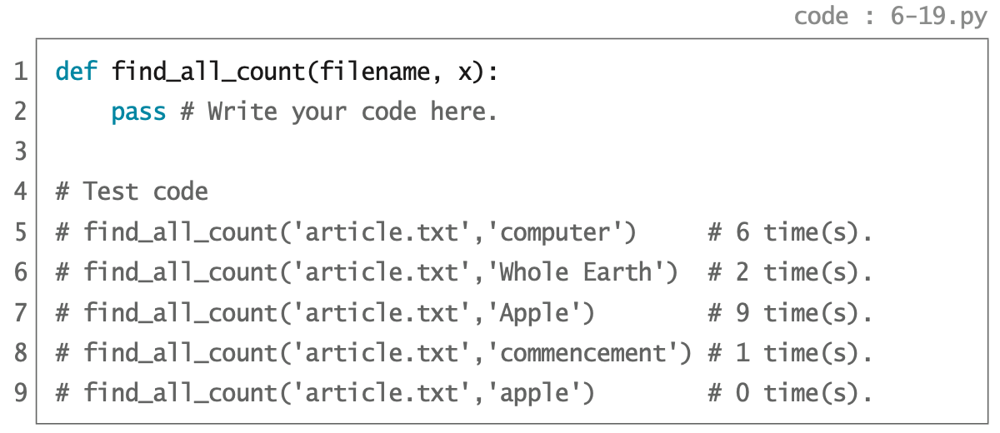 code : 6-19.py
1 def find_all_count(filename, x):
2     pass # Write your code here.
3
4 # Test code
5 # find_all_count('article.txt','computer')     # 6 time(s).
6 # find_all_count('article.txt','Whole Earth')  # 2 time(s).
7 # find_all_count('article.txt','Apple')        # 9 time(s).
8 # find_all_count('article.txt','commencement') # 1 time(s).
9 # find_all_count('article.txt','apple')        # 0 time(s).